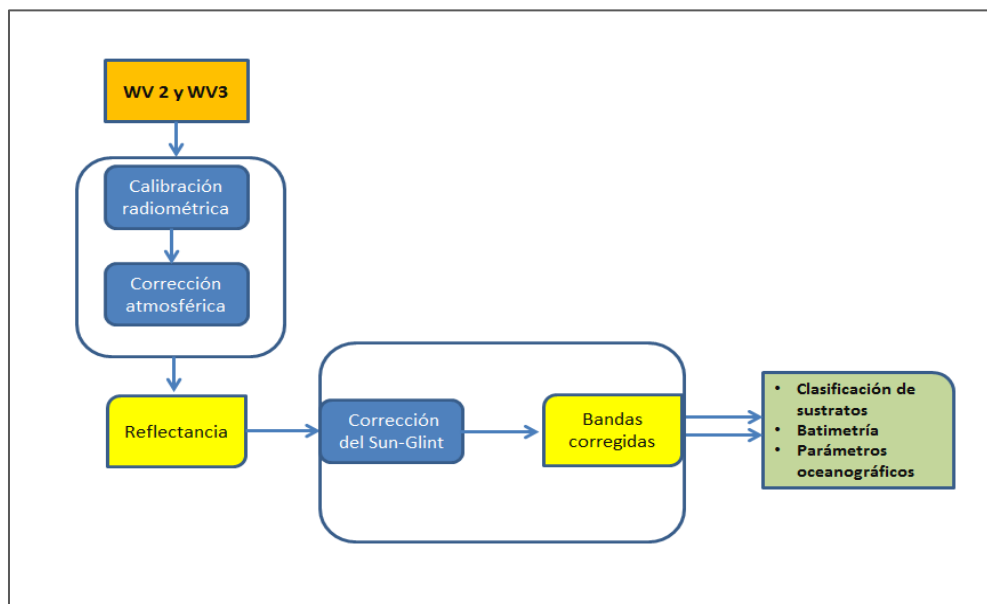 WV 2 y WV3
Calibración
radiométrica
Corrección
atmosférica
Reflectancia
Corrección
del Sun-Glint
Bandas
corregidas
• Clasificación de
sustratos
• Batimetría
• Parámetros
oceanográficos